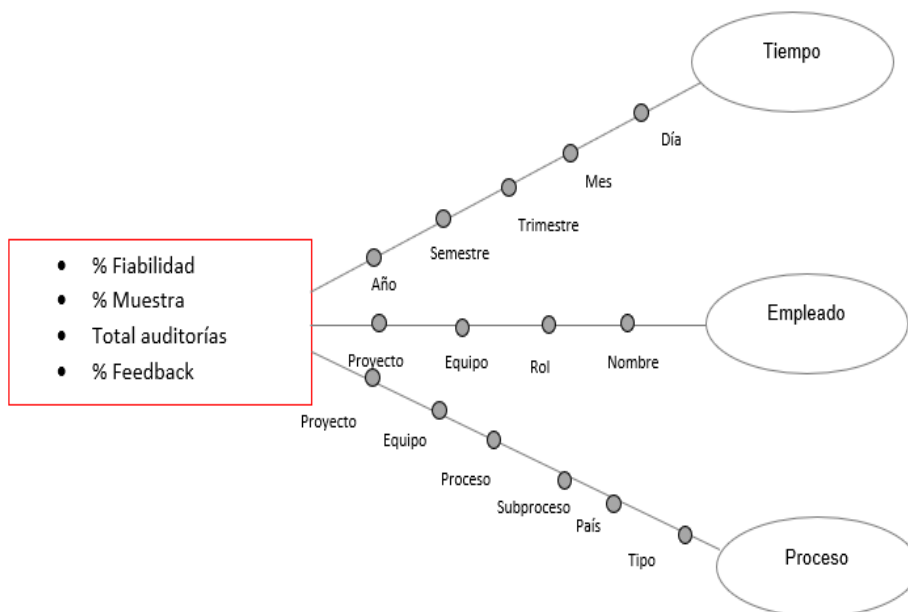 Tiempo
Día
Mes
Trimestre
Semestre
Año
• % Fiabilidad
• % Muestra
• Total auditorías
• % Feedback
Empleado
Proyecto
Equipo
Rol
Nombre
Proyecto
Equipo
Proceso
Subproceso
País
Tipo
Proceso